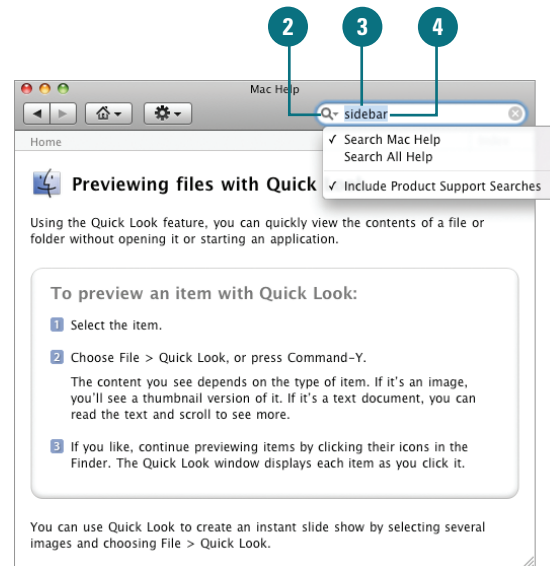 2 3 4
Mac Help
sidebar
Home
✓ Search Mac Help
Search All Help
✓ Include Product Support Searches
Previewing files with Quick
Using the Quick Look feature, you can quickly view the contents of a file or
folder without opening it or starting an application.
To preview an item with Quick Look:
1 Select the item.
2 Choose File > Quick Look, or press Command-Y.
The content you see depends on the type of item. If it's an image,
you'll see a thumbnail version of it. If it's a text document, you can
read the text and scroll to see more.
3 If you like, continue previewing items by clicking their icons in the
Finder. The Quick Look window displays each item as you click it.
You can use Quick Look to create an instant slide show by selecting several
images and choosing File > Quick Look.